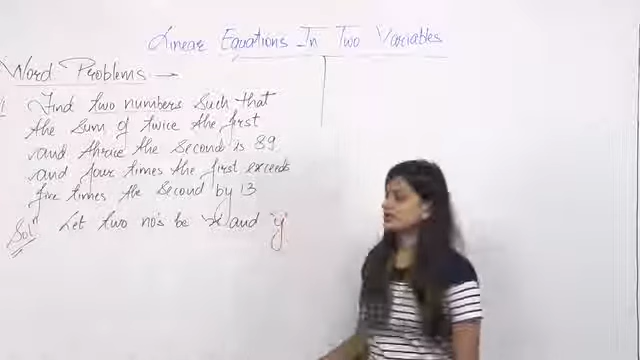 Linear Equations In Two Variables
Word Problems →
Find two numbers such that
the sum of twice the first
and thrice the second is 89
and four times the first exceeds
five times the second by 13
Solⁿ Let two no's be 'x' and 'y'